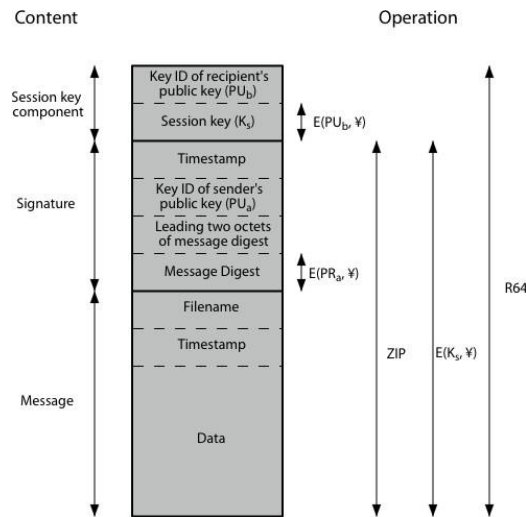 Content
Operation
Session key
component
Key ID of recipient's
public key (PUb)
Session key (Ks)
E(PUb, ¥)
Signature
Timestamp
Key ID of sender's
public key (PUa)
Leading two octets
of message digest
Message Digest
E(PRa, ¥)
Message
Filename
Timestamp
Data
ZIP
E(Ks, ¥)
R64